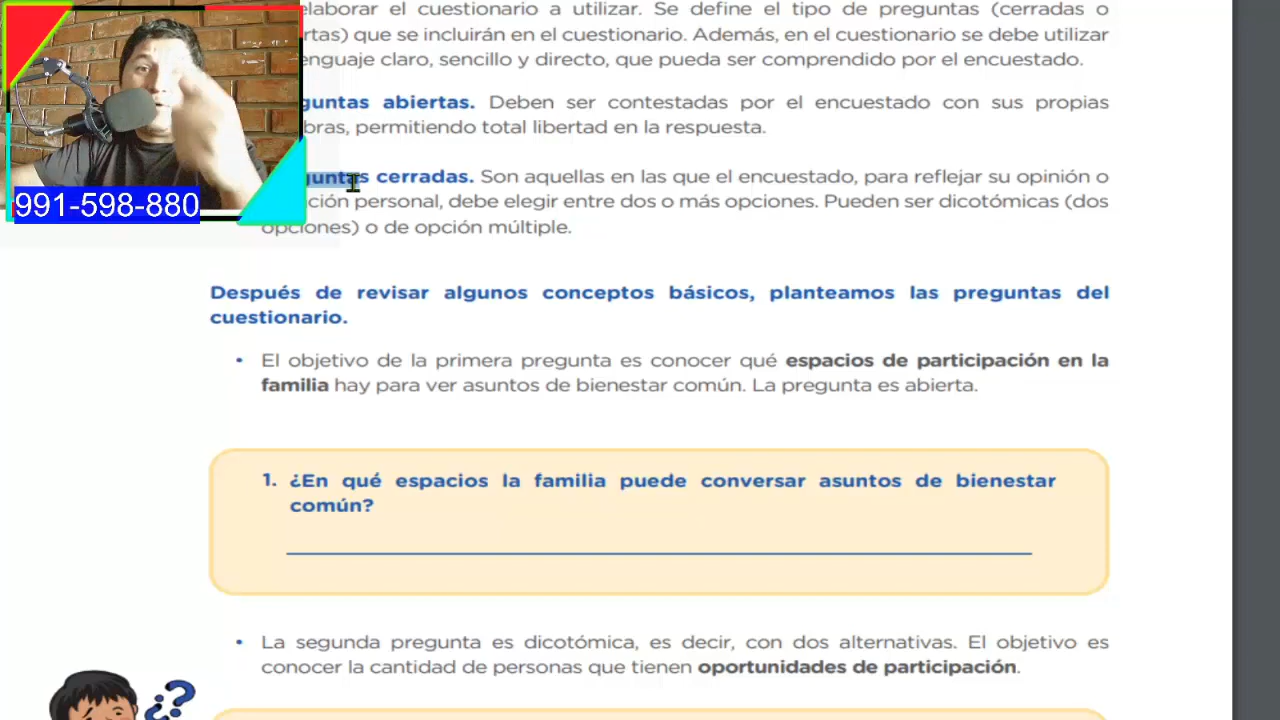 elaborar el cuestionario a utilizar. Se define el tipo de preguntas (cerradas o
rtas) que se incluirán en el cuestionario. Además, en el cuestionario se debe utilizar
enguaje claro, sencillo y directo, que pueda ser comprendido por el encuestado.
guntas abiertas. Deben ser contestadas por el encuestado con sus propias
bras, permitiendo total libertad en la respuesta.
guntas cerradas. Son aquellas en las que el encuestado, para reflejar su opinión o
ción personal, debe elegir entre dos o más opciones. Pueden ser dicotómicas (dos
opciones) o de opción múltiple.
991-598-880
Después de revisar algunos conceptos básicos, planteamos las preguntas del
cuestionario.
• El objetivo de la primera pregunta es conocer qué espacios de participación en la
familia hay para ver asuntos de bienestar común. La pregunta es abierta.
1. ¿En qué espacios la familia puede conversar asuntos de bienestar
común?
• La segunda pregunta es dicotómica, es decir, con dos alternativas. El objetivo es
conocer la cantidad de personas que tienen oportunidades de participación.